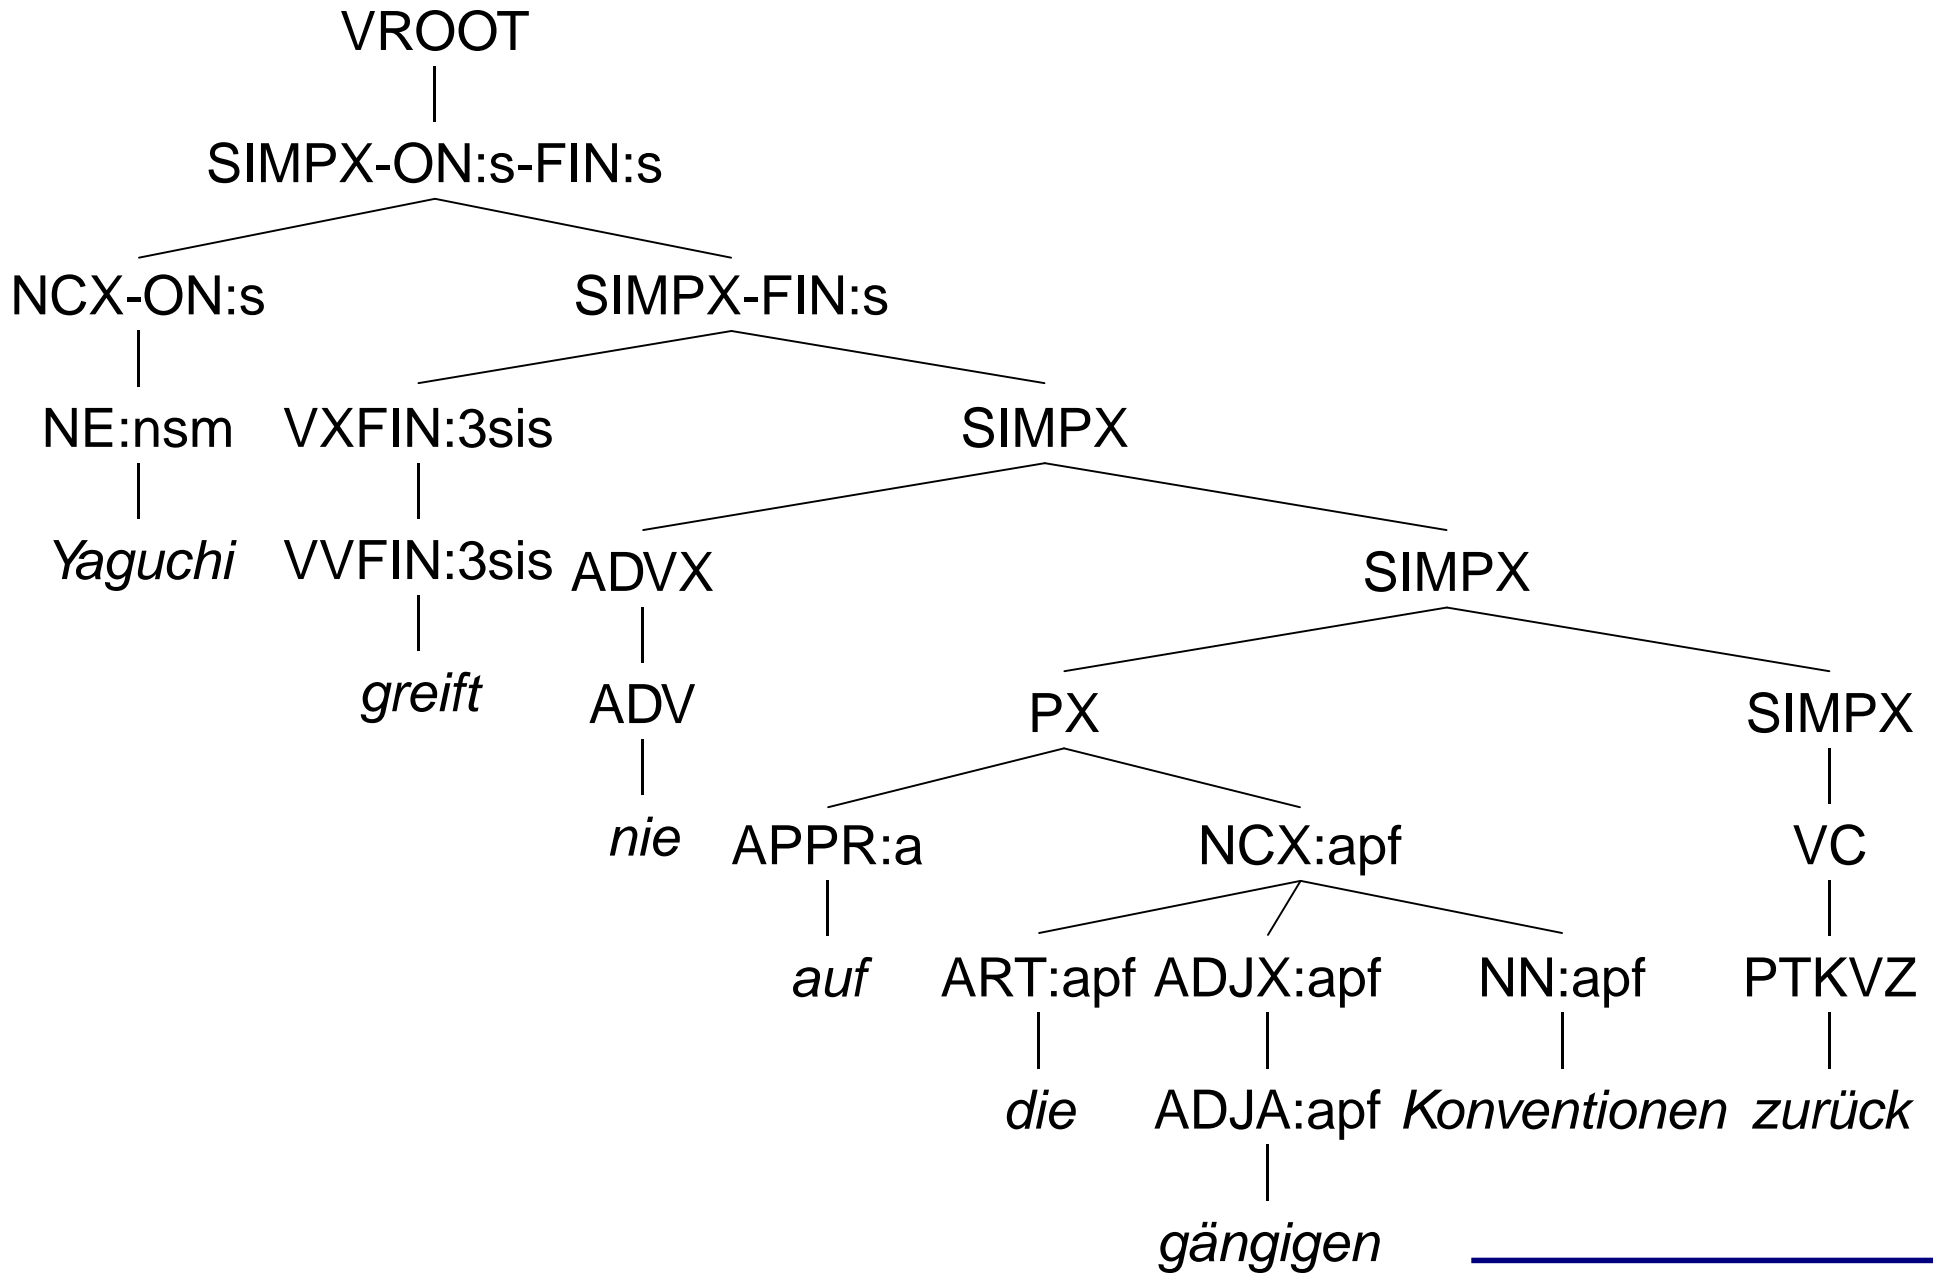 VROOT
SIMPX-ON:s-FIN:s
NCX-ON:s SIMPX-FIN:s
NE:nsm VXFIN:3sis SIMPX
Yaguchi VVFIN:3sis ADVX SIMPX
greift ADV PX SIMPX
nie APPR:a NCX:apf VC
auf ART:apf ADJX:apf NN:apf PTKVZ
die ADJA:apf Konventionen zurück
gängigen